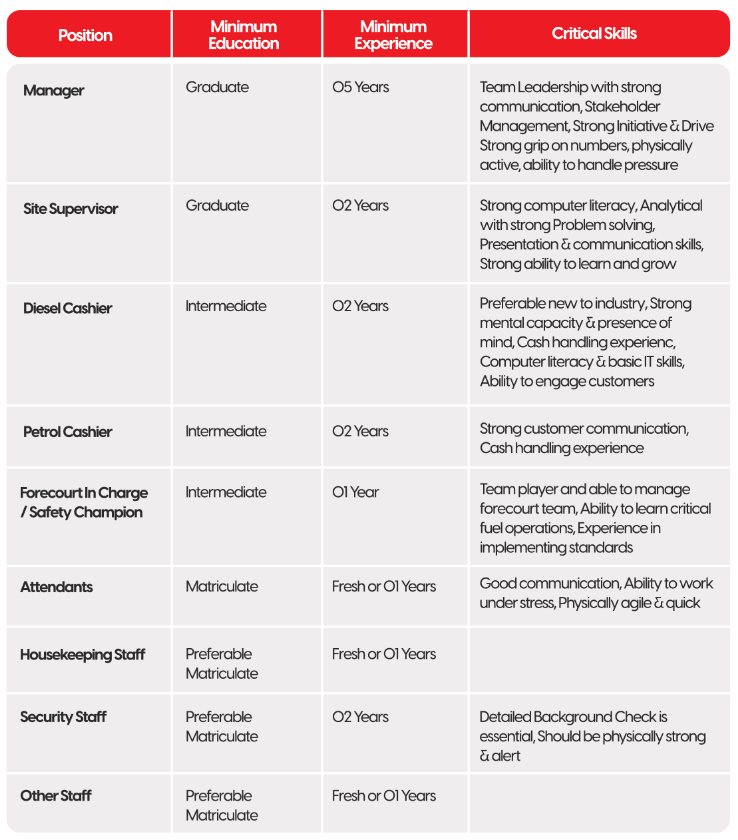 Position
Minimum
Education
Minimum
Experience
Critical Skills
Manager
Graduate
05 Years
Team Leadership with strong
communication, Stakeholder
Management, Strong Initiative & Drive
Strong grip on numbers, physically
active, ability to handle pressure
Site Supervisor
Graduate
02 Years
Strong computer literacy, Analytical
with strong Problem solving,
Presentation & communication skills,
Strong ability to learn and grow
Diesel Cashier
Intermediate
02 Years
Preferable new to industry, Strong
mental capacity & presence of
mind, Cash handling experienc,
Computer literacy & basic IT skills,
Ability to engage customers
Petrol Cashier
Intermediate
02 Years
Strong customer communication,
Cash handling experience
Forecourt In Charge
/ Safety Champion
Intermediate
01 Year
Team player and able to manage
forecourt team, Ability to learn critical
fuel operations, Experience in
implementing standards
Attendants
Matriculate
Fresh or 01 Years
Good communication, Ability to work
under stress, Physically agile & quick
Housekeeping Staff
Preferable
Matriculate
Fresh or 01 Years
Security Staff
Preferable
Matriculate
02 Years
Detailed Background Check is
essential, Should be physically strong
& alert
Other Staff
Preferable
Matriculate
Fresh or 01 Years